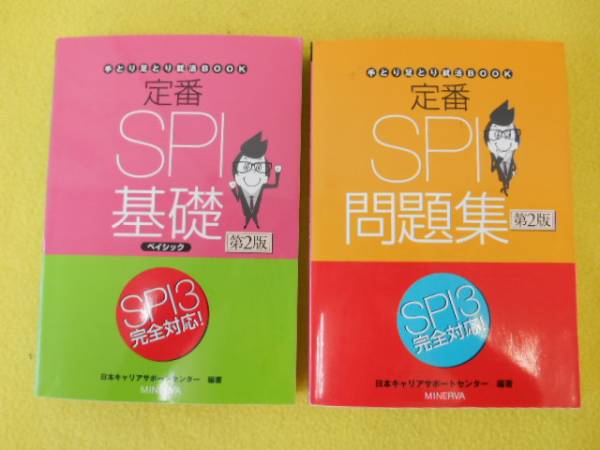 手とり足とり就活BOOK
定番
SPI
基礎
ベイシック
第2版
SPI3
完全対応!
日本キャリアサポートセンター 編著
MINERVA
手とり足とり就活BOOK
定番
SPI
問題集
第2版
SPI3
完全対応!
日本キャリアサポートセンター 編著
MINERVA